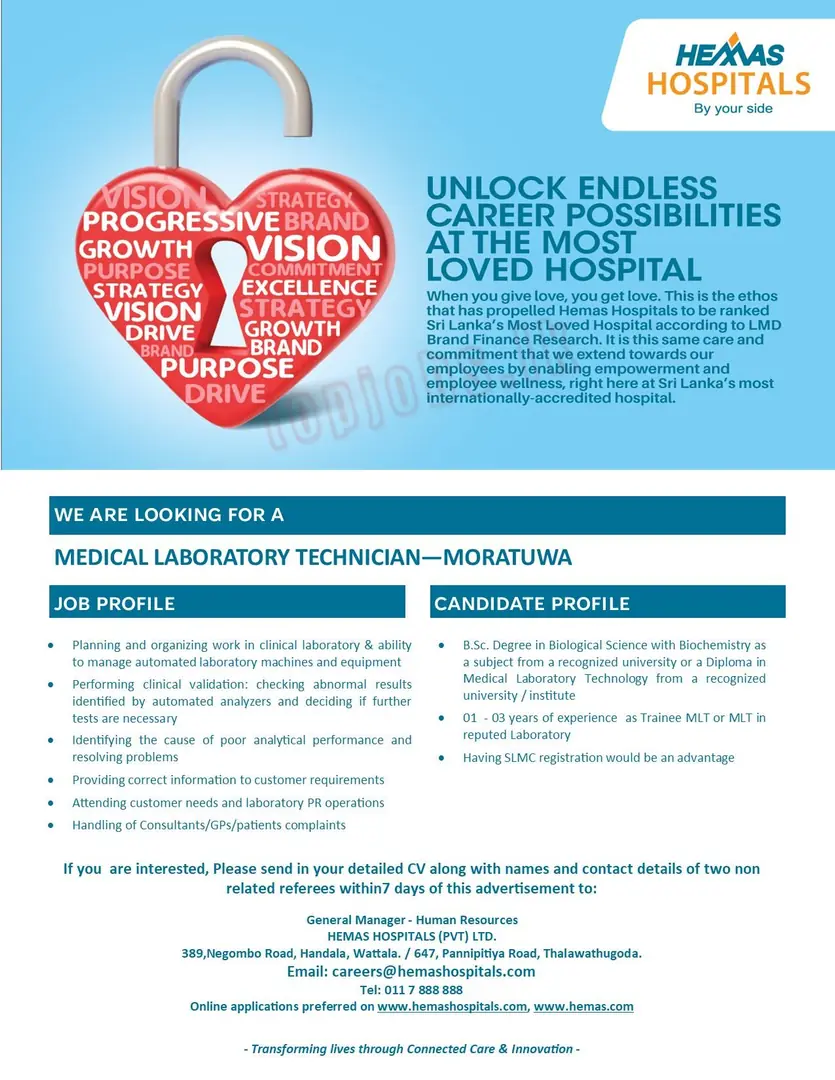 HEMAS
HOSPITALS
By your side
VISION
STRATEGY
PROGRESSIVE BRAND
GROWTH VISION
PURPOSE COMMITMENT
STRATEGY EXCELLENCE
VISION STRATEGY
DRIVE GROWTH
BRAND BRAND
PURPOSE
DRIVE
UNLOCK ENDLESS
CAREER POSSIBILITIES
AT THE MOST
LOVED HOSPITAL
When you give love, you get love. This is the ethos
that has propelled Hemas Hospitals to be ranked
Sri Lanka's Most Loved Hospital according to LMD
Brand Finance Research. It is this same care and
commitment that we extend towards our
employees by enabling empowerment and
employee wellness, right here at Sri Lanka's most
internationally-accredited hospital.
WE ARE LOOKING FOR A
MEDICAL LABORATORY TECHNICIAN—MORATUWA
JOB PROFILE
• Planning and organizing work in clinical laboratory & ability
to manage automated laboratory machines and equipment
• Performing clinical validation: checking abnormal results
identified by automated analyzers and deciding if further
tests are necessary
• Identifying the cause of poor analytical performance and
resolving problems
• Providing correct information to customer requirements
• Attending customer needs and laboratory PR operations
• Handling of Consultants/GPs/patients complaints
CANDIDATE PROFILE
• B.Sc. Degree in Biological Science with Biochemistry as
a subject from a recognized university or a Diploma in
Medical Laboratory Technology from a recognized
university / institute
• 01 - 03 years of experience as Trainee MLT or MLT in
reputed Laboratory
• Having SLMC registration would be an advantage
If you are interested, Please send in your detailed CV along with names and contact details of two non
related referees within7 days of this advertisement to:
General Manager - Human Resources
HEMAS HOSPITALS (PVT) LTD.
389,Negombo Road, Handala, Wattala. / 647, Pannipitiya Road, Thalawathugoda.
Email: careers@hemashospitals.com
Tel: 011 7 888 888
Online applications preferred on www.hemashospitals.com, www.hemas.com
- Transforming lives through Connected Care & Innovation -